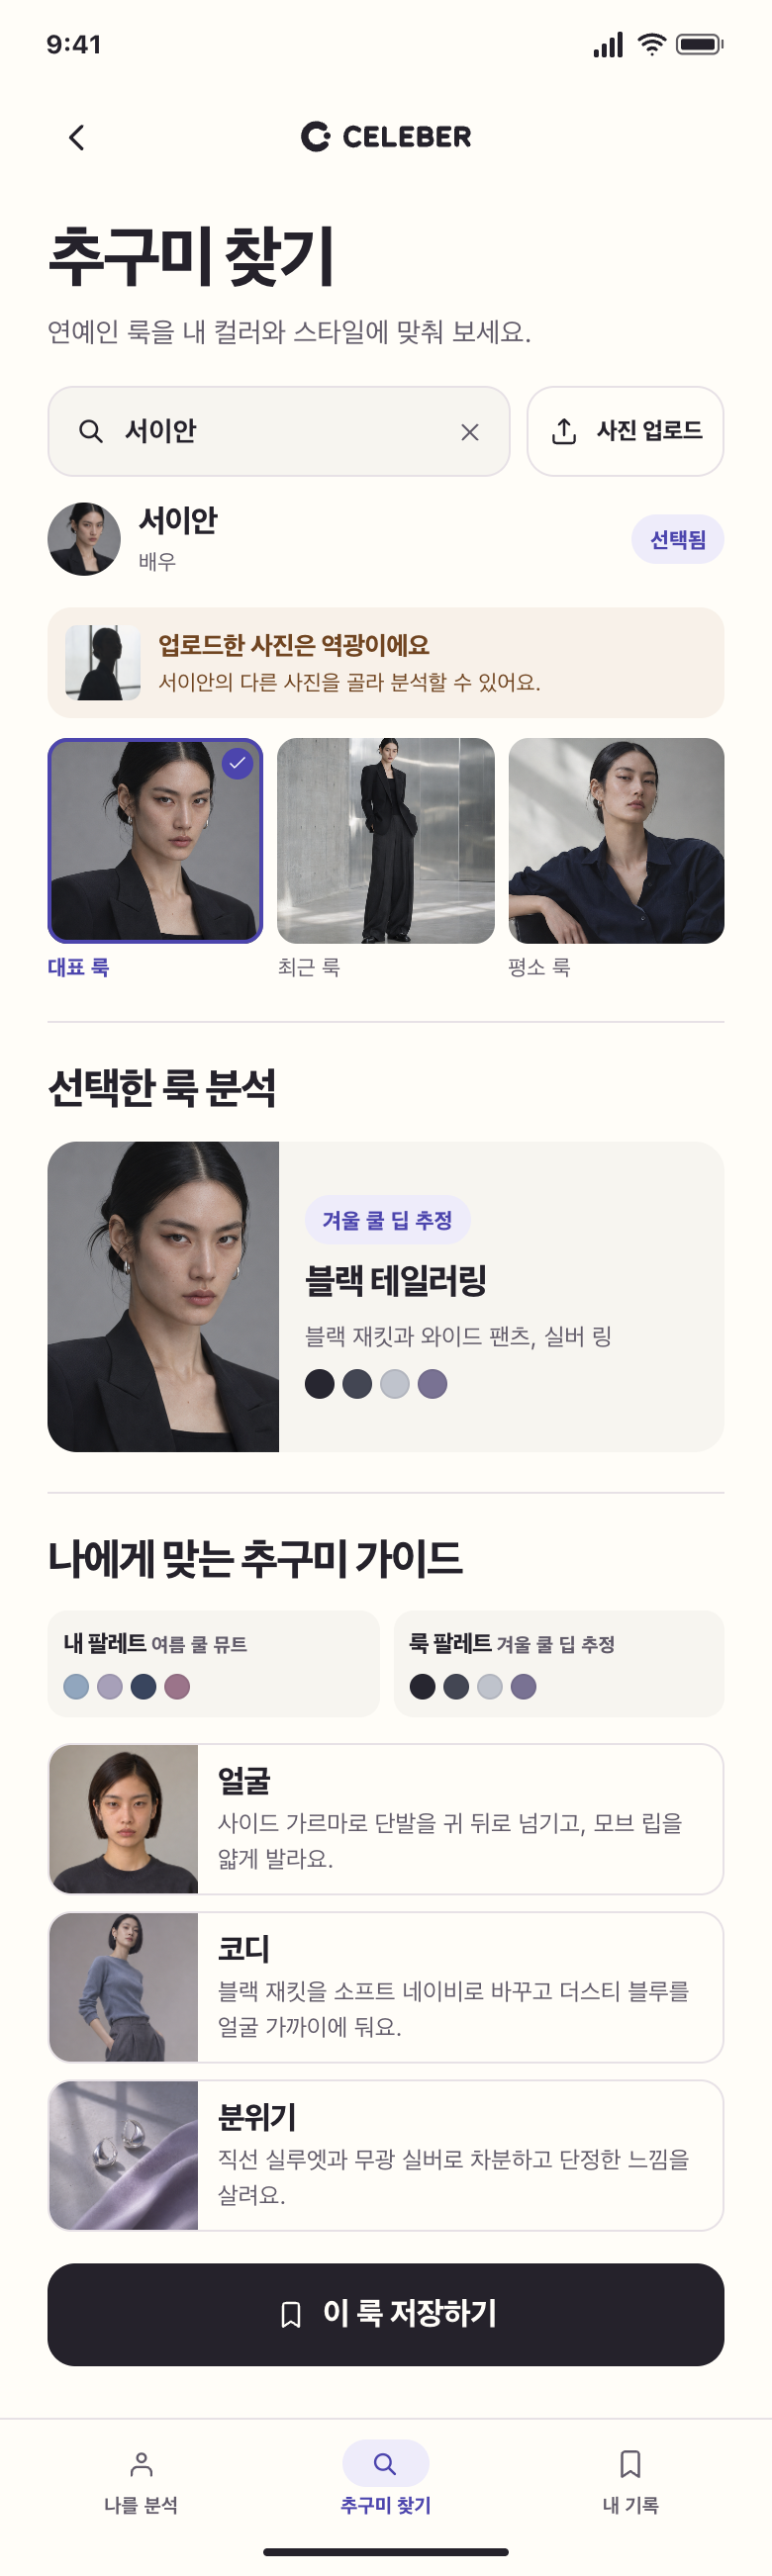 9:41
CELEBER
추구미 찾기
연예인 룩을 내 컬러와 스타일에 맞춰 보세요.
서이안
사진 업로드
서이안
배우
선택됨
업로드한 사진은 역광이에요
서이안의 다른 사진을 골라 분석할 수 있어요.
대표 룩
최근 룩
평소 룩
선택한 룩 분석
겨울 쿨 딥 추정
블랙 테일러링
블랙 재킷과 와이드 팬츠, 실버 링
나에게 맞는 추구미 가이드
내 팔레트 여름 쿨 뮤트
룩 팔레트 겨울 쿨 딥 추정
얼굴
사이드 가르마로 단발을 귀 뒤로 넘기고, 모브 립을
얇게 발라요.
코디
블랙 재킷을 소프트 네이비로 바꾸고 더스티 블루를
얼굴 가까이에 둬요.
분위기
직선 실루엣과 무광 실버로 차분하고 단정한 느낌을
살려요.
이 룩 저장하기
나를 분석
추구미 찾기
내 기록